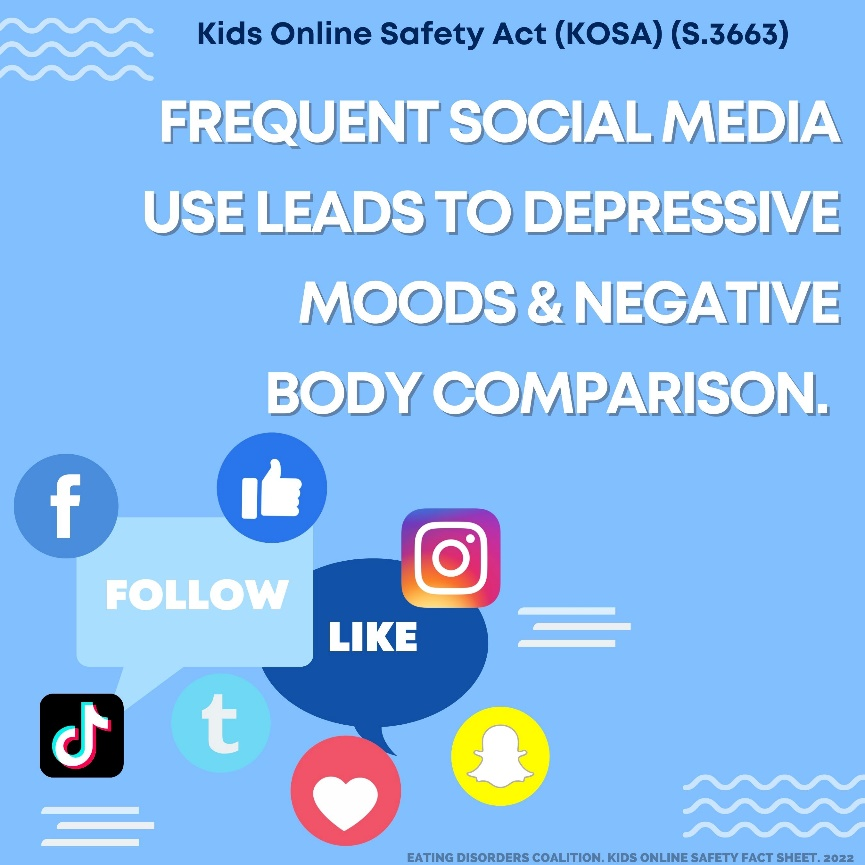 Kids Online Safety Act (KOSA) (S.3663)
FREQUENT SOCIAL MEDIA
USE LEADS TO DEPRESSIVE
MOODS & NEGATIVE
BODY COMPARISON.
f
FOLLOW
LIKE
t
EATING DISORDERS COALITION. KIDS ONLINE SAFETY FACT SHEET. 2022